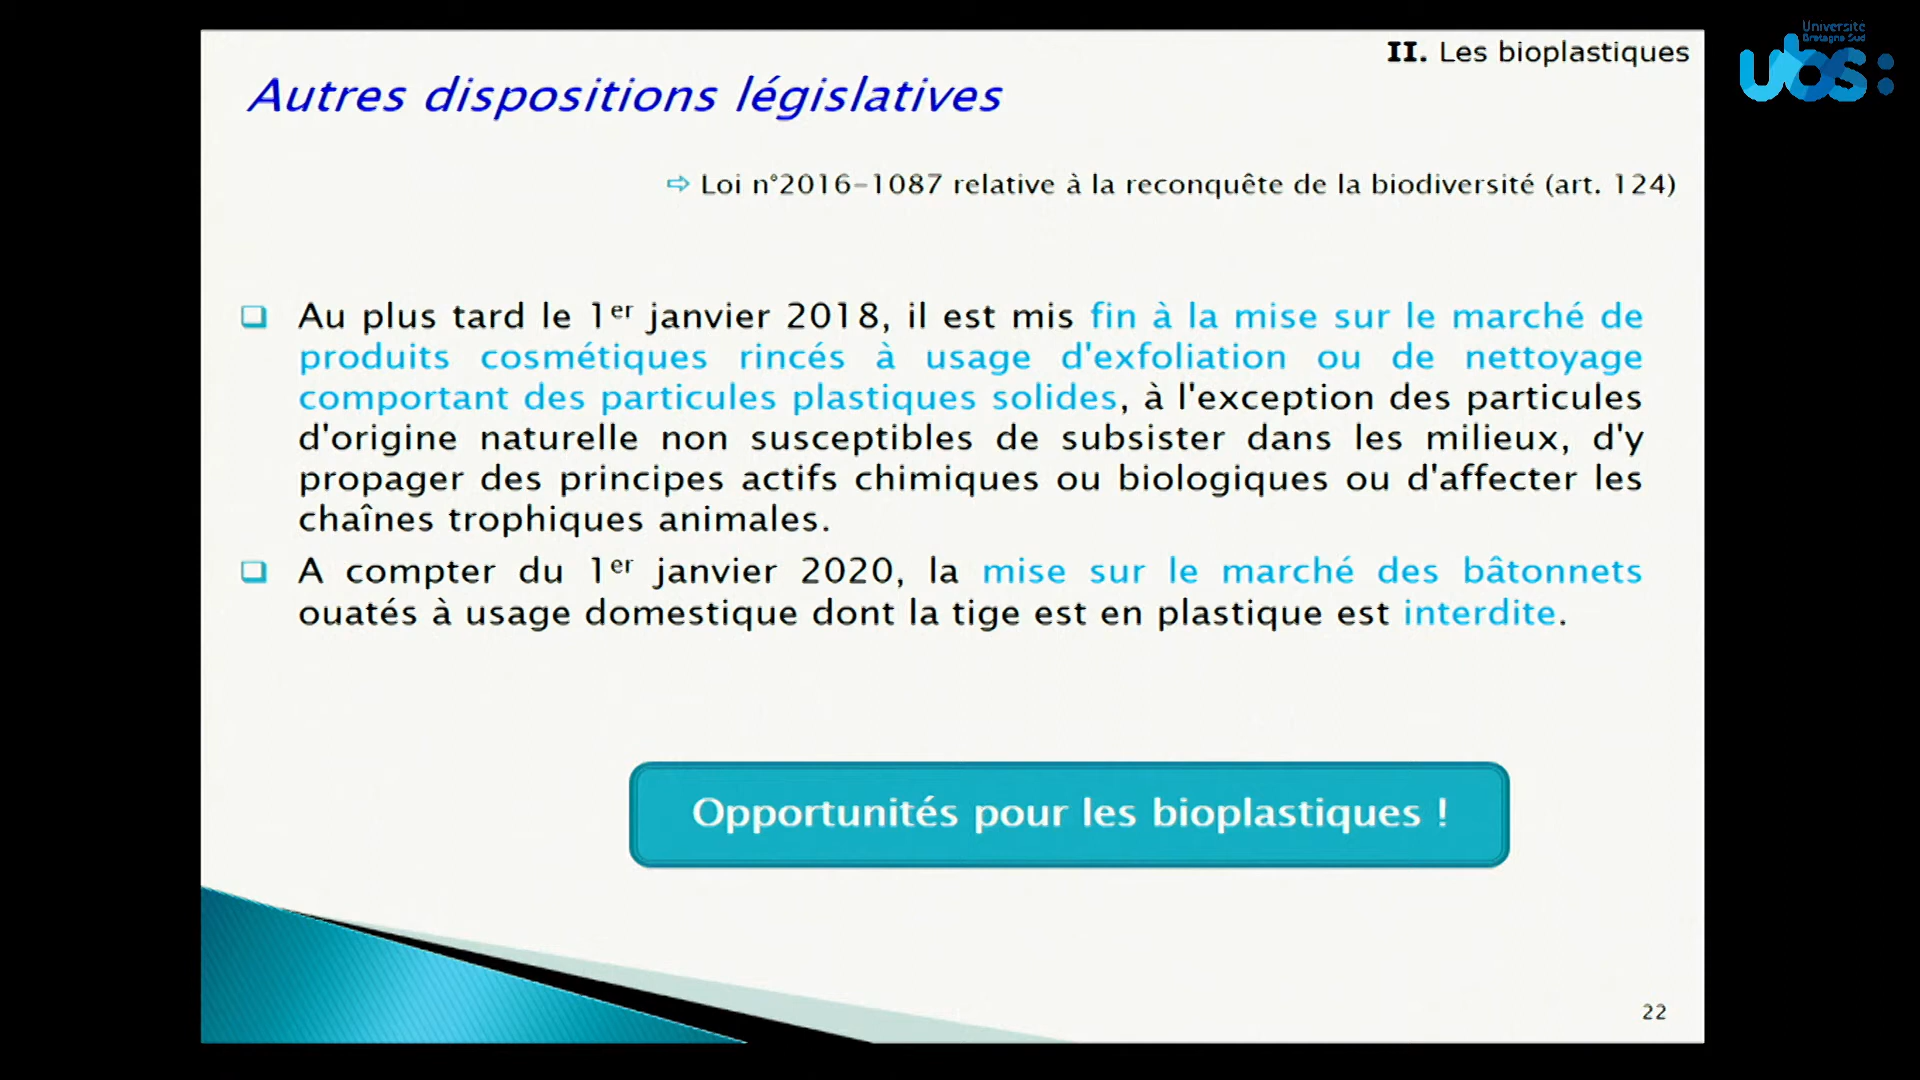 II. Les bioplastiques
Université
Bretagne Sud
ubs:
Autres dispositions législatives
⇨ Loi n°2016-1087 relative à la reconquête de la biodiversité (art. 124)
❑ Au plus tard le 1er janvier 2018, il est mis fin à la mise sur le marché de
produits cosmétiques rincés à usage d'exfoliation ou de nettoyage
comportant des particules plastiques solides, à l'exception des particules
d'origine naturelle non susceptibles de subsister dans les milieux, d'y
propager des principes actifs chimiques ou biologiques ou d'affecter les
chaînes trophiques animales.
❑ A compter du 1er janvier 2020, la mise sur le marché des bâtonnets
ouatés à usage domestique dont la tige est en plastique est interdite.
Opportunités pour les bioplastiques !
22